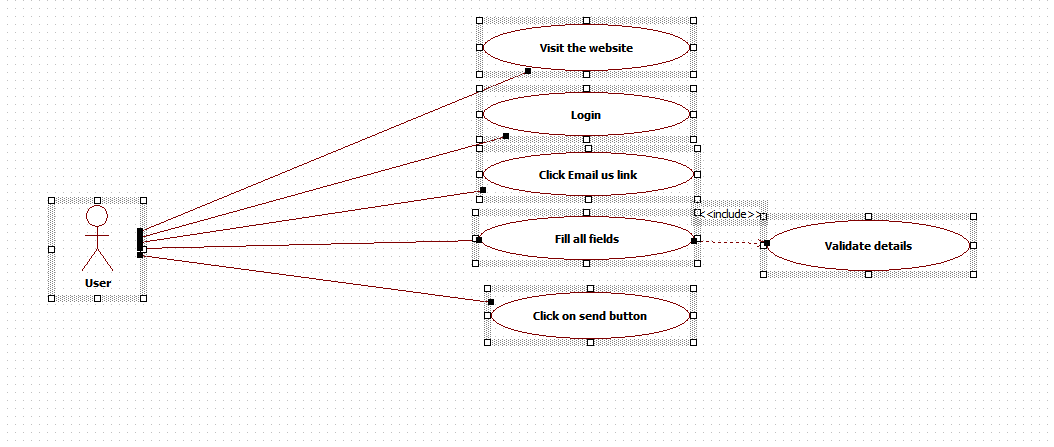 Visit the website
Login
Click Email us link
<<include>>
Fill all fields
Validate details
User
Click on send button